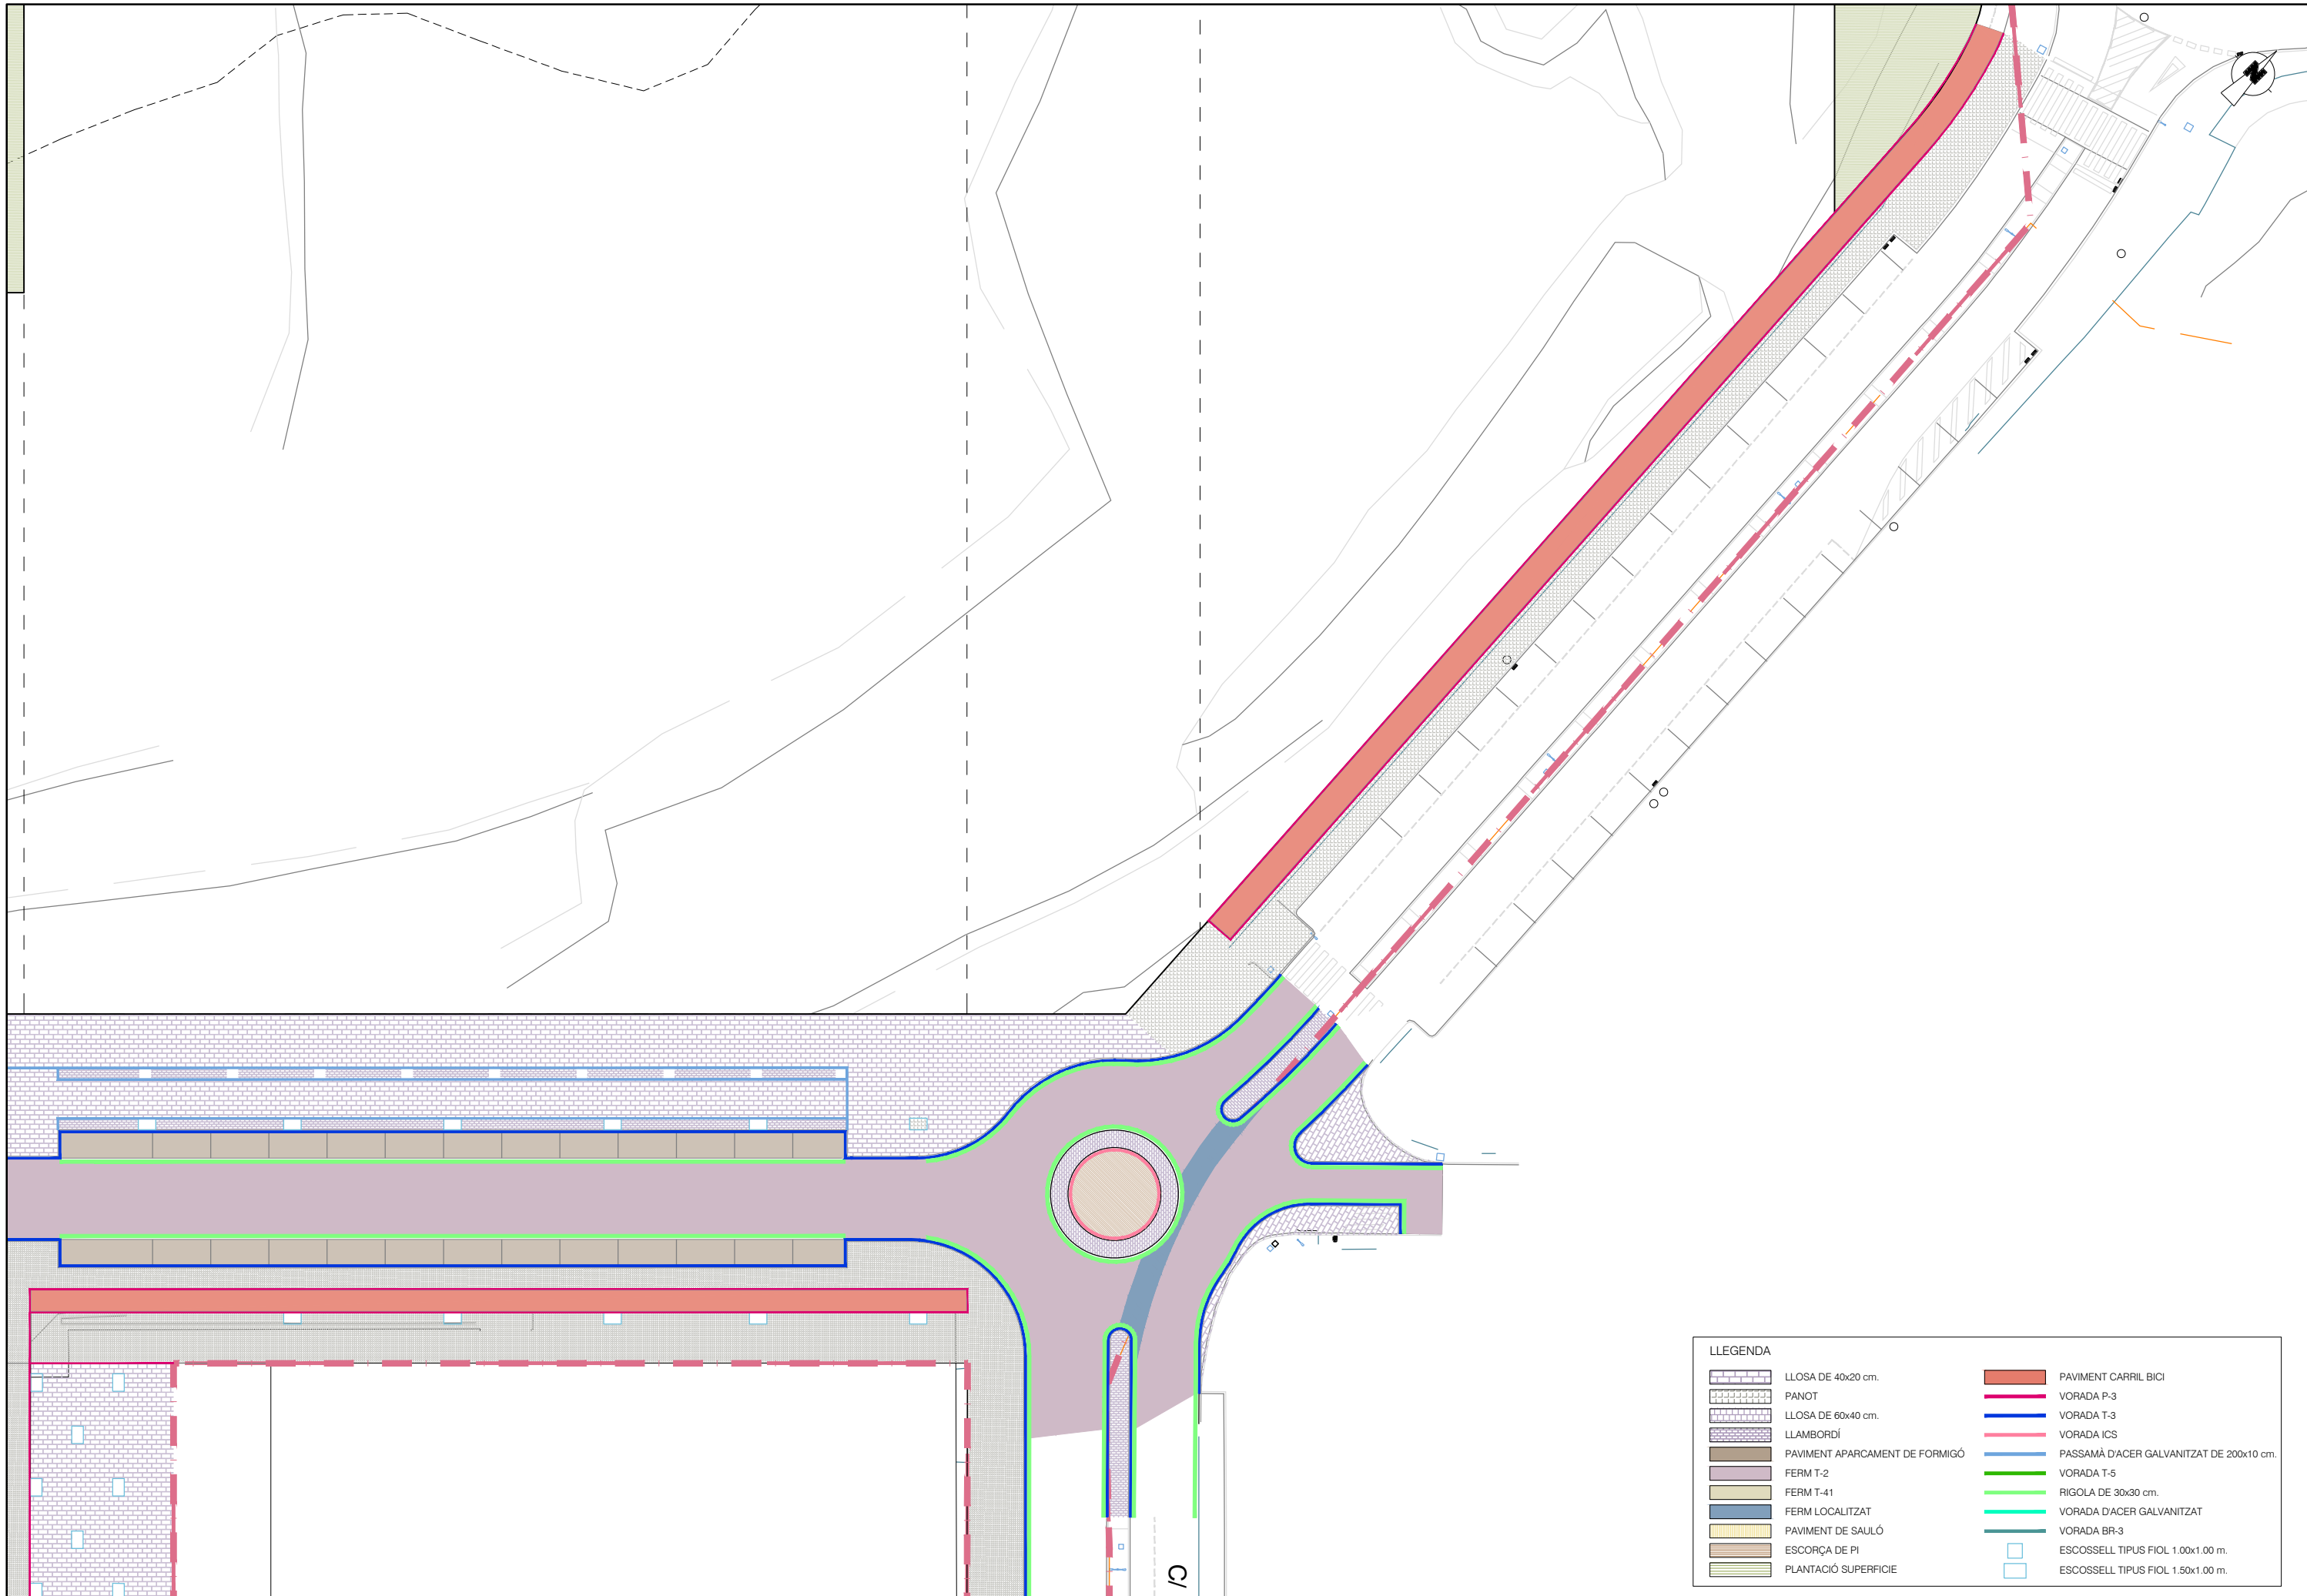 N
C/
LLEGENDA
LLOSA DE 40x20 cm.
PANOT
LLOSA DE 60x40 cm.
LLAMBORDÍ
PAVIMENT APARCAMENT DE FORMIGÓ
FERM T-2
FERM T-41
FERM LOCALITZAT
PAVIMENT DE SAULÓ
ESCORÇA DE PI
PLANTACIÓ SUPERFICIE
PAVIMENT CARRIL BICI
VORADA P-3
VORADA T-3
VORADA ICS
PASSAMÀ D'ACER GALVANITZAT DE 200x10 cm.
VORADA T-5
RIGOLA DE 30x30 cm.
VORADA D'ACER GALVANITZAT
VORADA BR-3
ESCOSSELL TIPUS FIOL 1.00x1.00 m.
ESCOSSELL TIPUS FIOL 1.50x1.00 m.